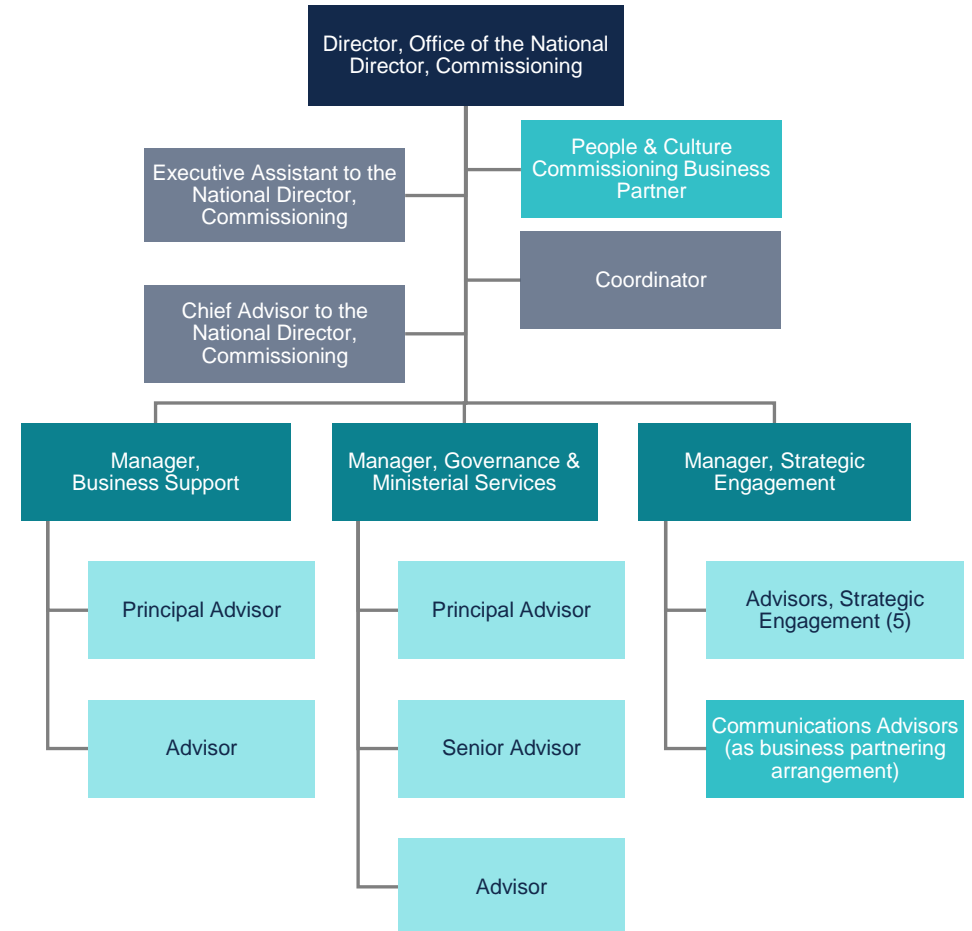 Director, Office of the National
Director, Commissioning
People & Culture
Commissioning Business
Partner
Executive Assistant to the
National Director,
Commissioning
Coordinator
Chief Advisor to the
National Director,
Commissioning
Manager,
Business Support
Manager, Governance &
Ministerial Services
Manager, Strategic
Engagement
Principal Advisor
Principal Advisor
Advisors, Strategic
Engagement (5)
Advisor
Senior Advisor
Communications Advisors
(as business partnering
arrangement)
Advisor